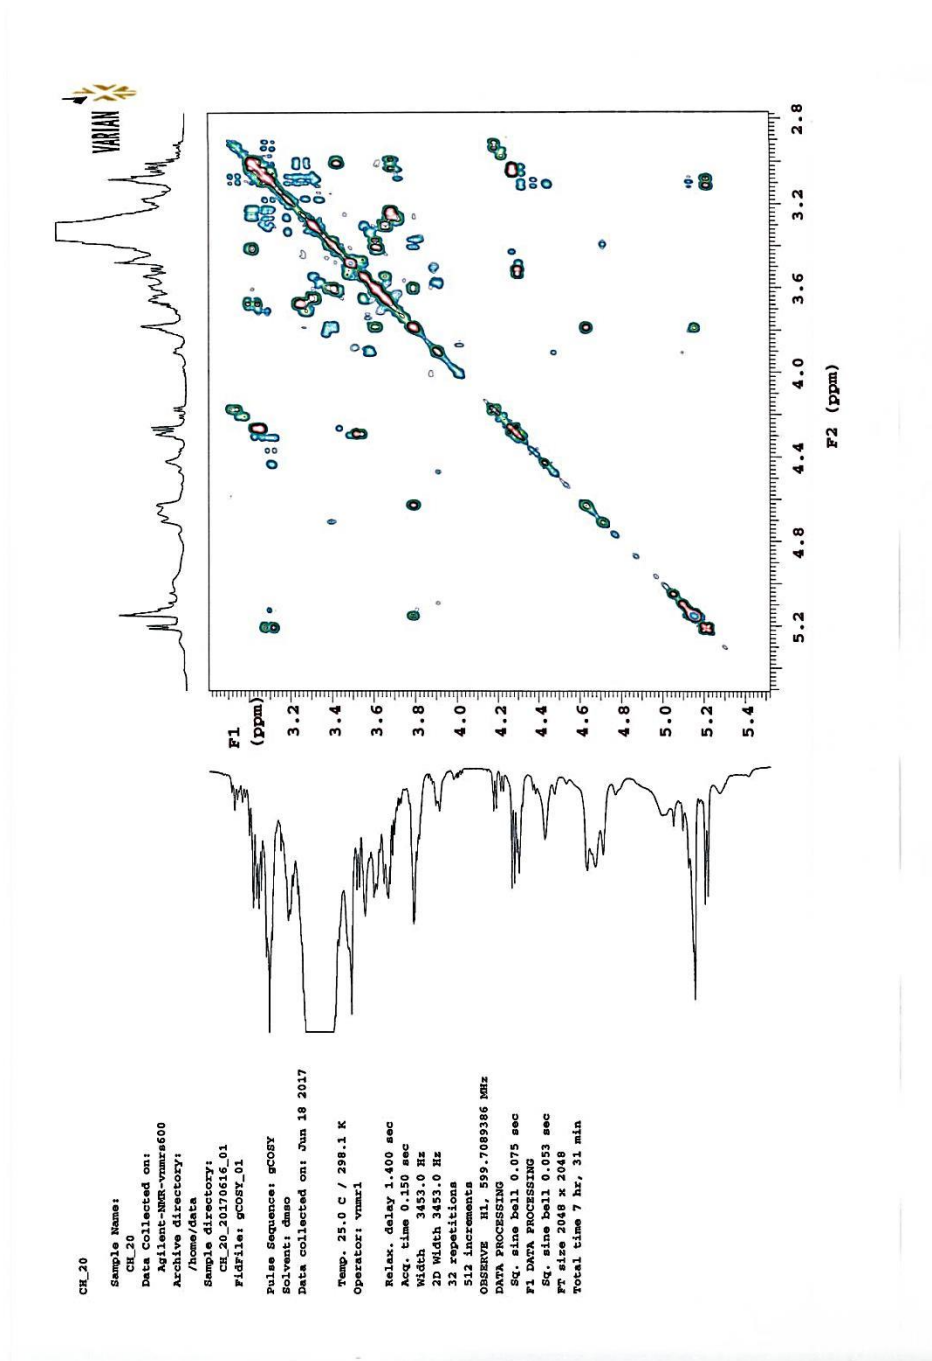 CH_20
Sample Name:
CH_20
Data Collected on:
Agilent-NMR-vnmrs600
Archive directory:
/home/data
Sample directory:
CH_20_20170616_01
FidFile: gCOSY_01
Pulse Sequence: gCOSY
Solvent: dmso
Data collected on: Jun 18 2017
Temp. 25.0 C / 298.1 K
Operator: vnmr1
Relax. delay 1.400 sec
Acq. time 0.150 sec
Width 3453.0 Hz
2D Width 3453.0 Hz
32 repetitions
512 increments
OBSERVE H1, 599.7089386 MHz
DATA PROCESSING
Sq. sine bell 0.075 sec
F1 DATA PROCESSING
Sq. sine bell 0.053 sec
FT size 2048 x 2048
Total time 7 hr, 31 min
VARIAN
F1
(ppm)
3.2
3.4
3.6
3.8
4.0
4.2
4.4
4.6
4.8
5.0
5.2
5.4
5.2 4.8 4.4 4.0 3.6 3.2 2.8
F2 (ppm)